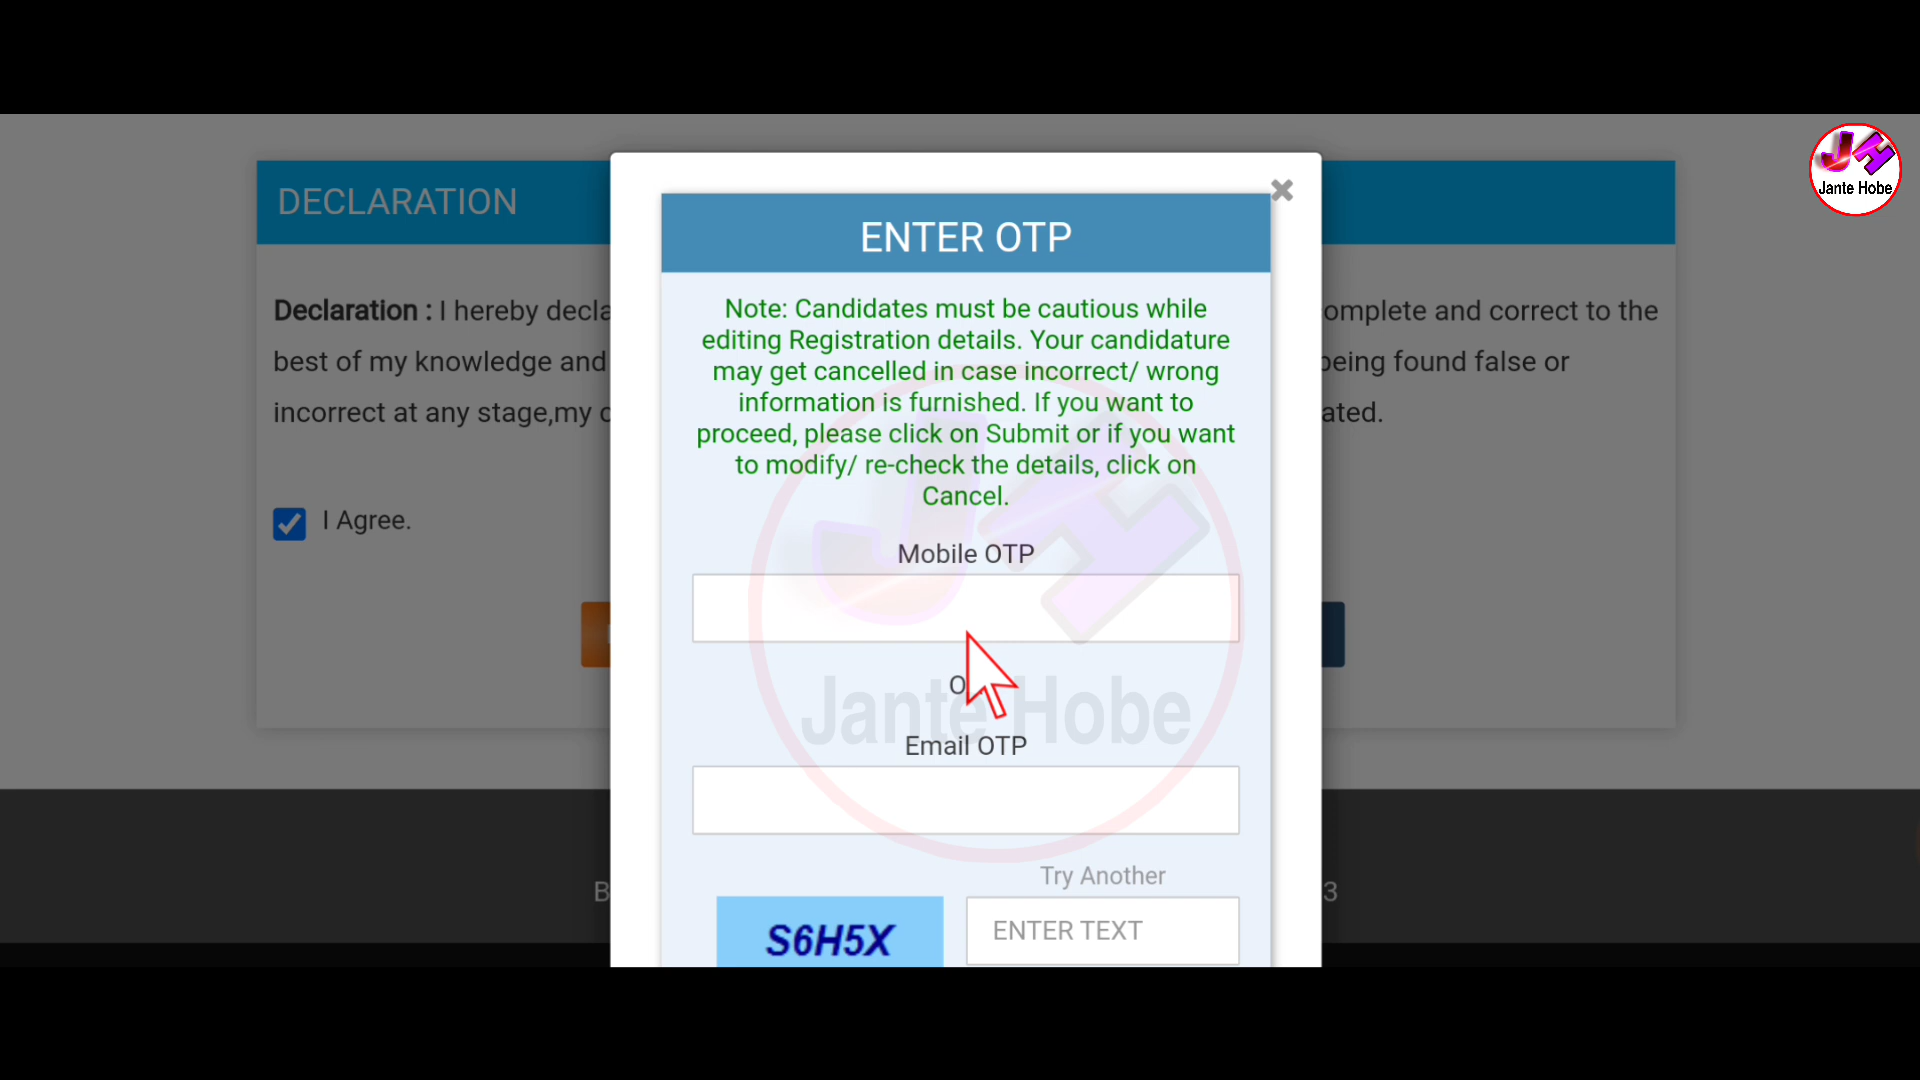 Jante Hobe
DECLARATION
ENTER OTP
Declaration : I hereby decla
omplete and correct to the
best of my knowledge and
being found false or
incorrect at any stage,my c
ated.
Note: Candidates must be cautious while
editing Registration details. Your candidature
may get cancelled in case incorrect/ wrong
information is furnished. If you want to
proceed, please click on Submit or if you want
to modify/ re-check the details, click on
Cancel.
I Agree.
Mobile OTP
Jante Hobe
Email OTP
Try Another
B
3
S6H5X
ENTER TEXT